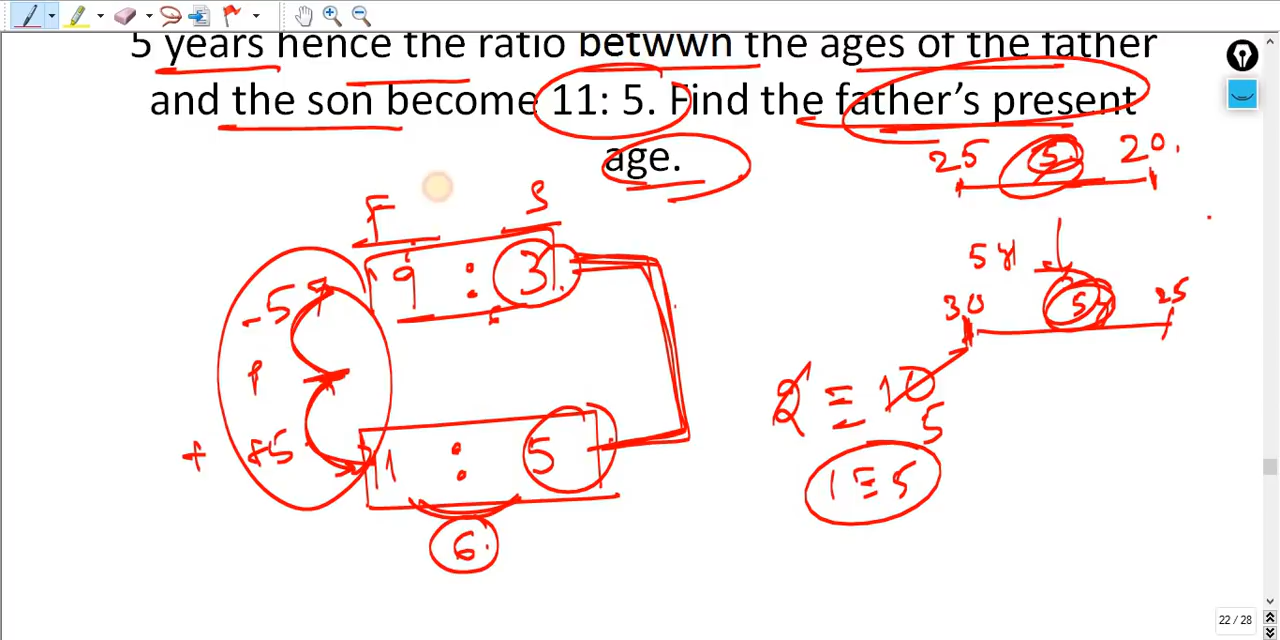 5 years hence the ratio betwwn the ages of the father
and the son become 11: 5. Find the father's present
age.
25 5 20.
F S
9 : 3
-5
5 yr
30 5 25
P
2 ≡ 10
5
+ +5
11 : 5
1 ≡ 5
6.
22 / 28